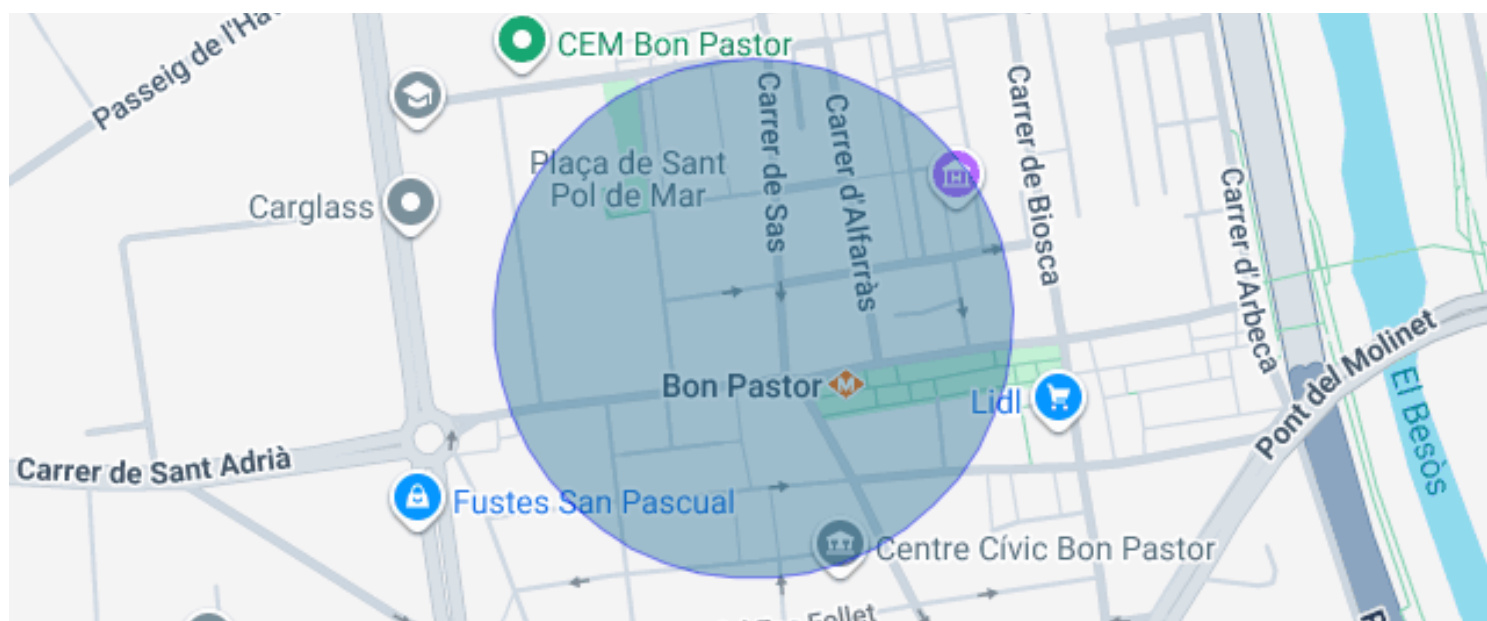 Passeig de l'Ha
CEM Bon Pastor
Carrer de Sas
Carrer d'Alfarràs
Carrer de Biosca
Plaça de Sant
Pol de Mar
Carglass
Carrer d'Arbeca
Bon Pastor
M
Lidl
Pont del Molinet
El Besòs
Carrer de Sant Adrià
Fustes San Pascual
Centre Cívic Bon Pastor
Follet